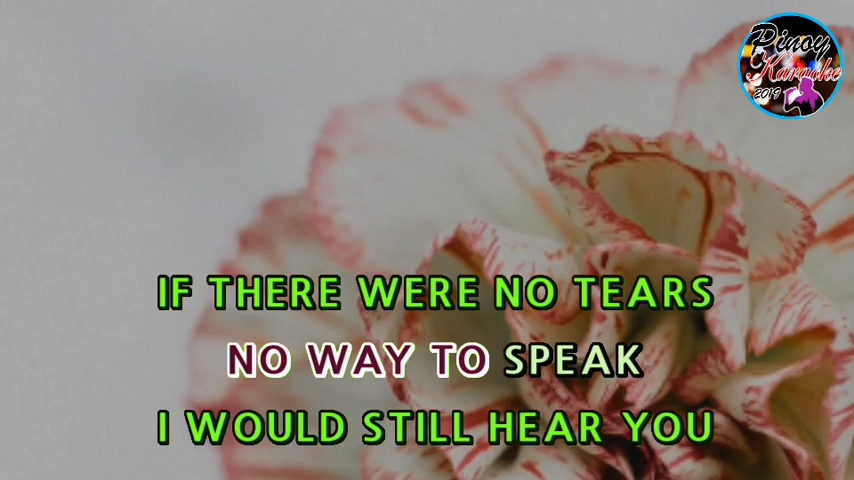 Pinoy
Karaoke
2019
IF THERE WERE NO TEARS
NO WAY TO SPEAK
I WOULD STILL HEAR YOU